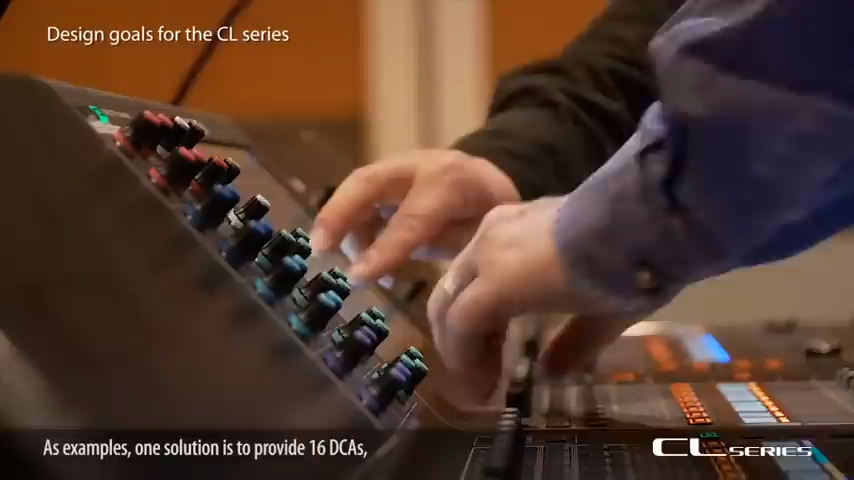 Design goals for the CL series
As examples, one solution is to provide 16 DCAs,
CL SERIES